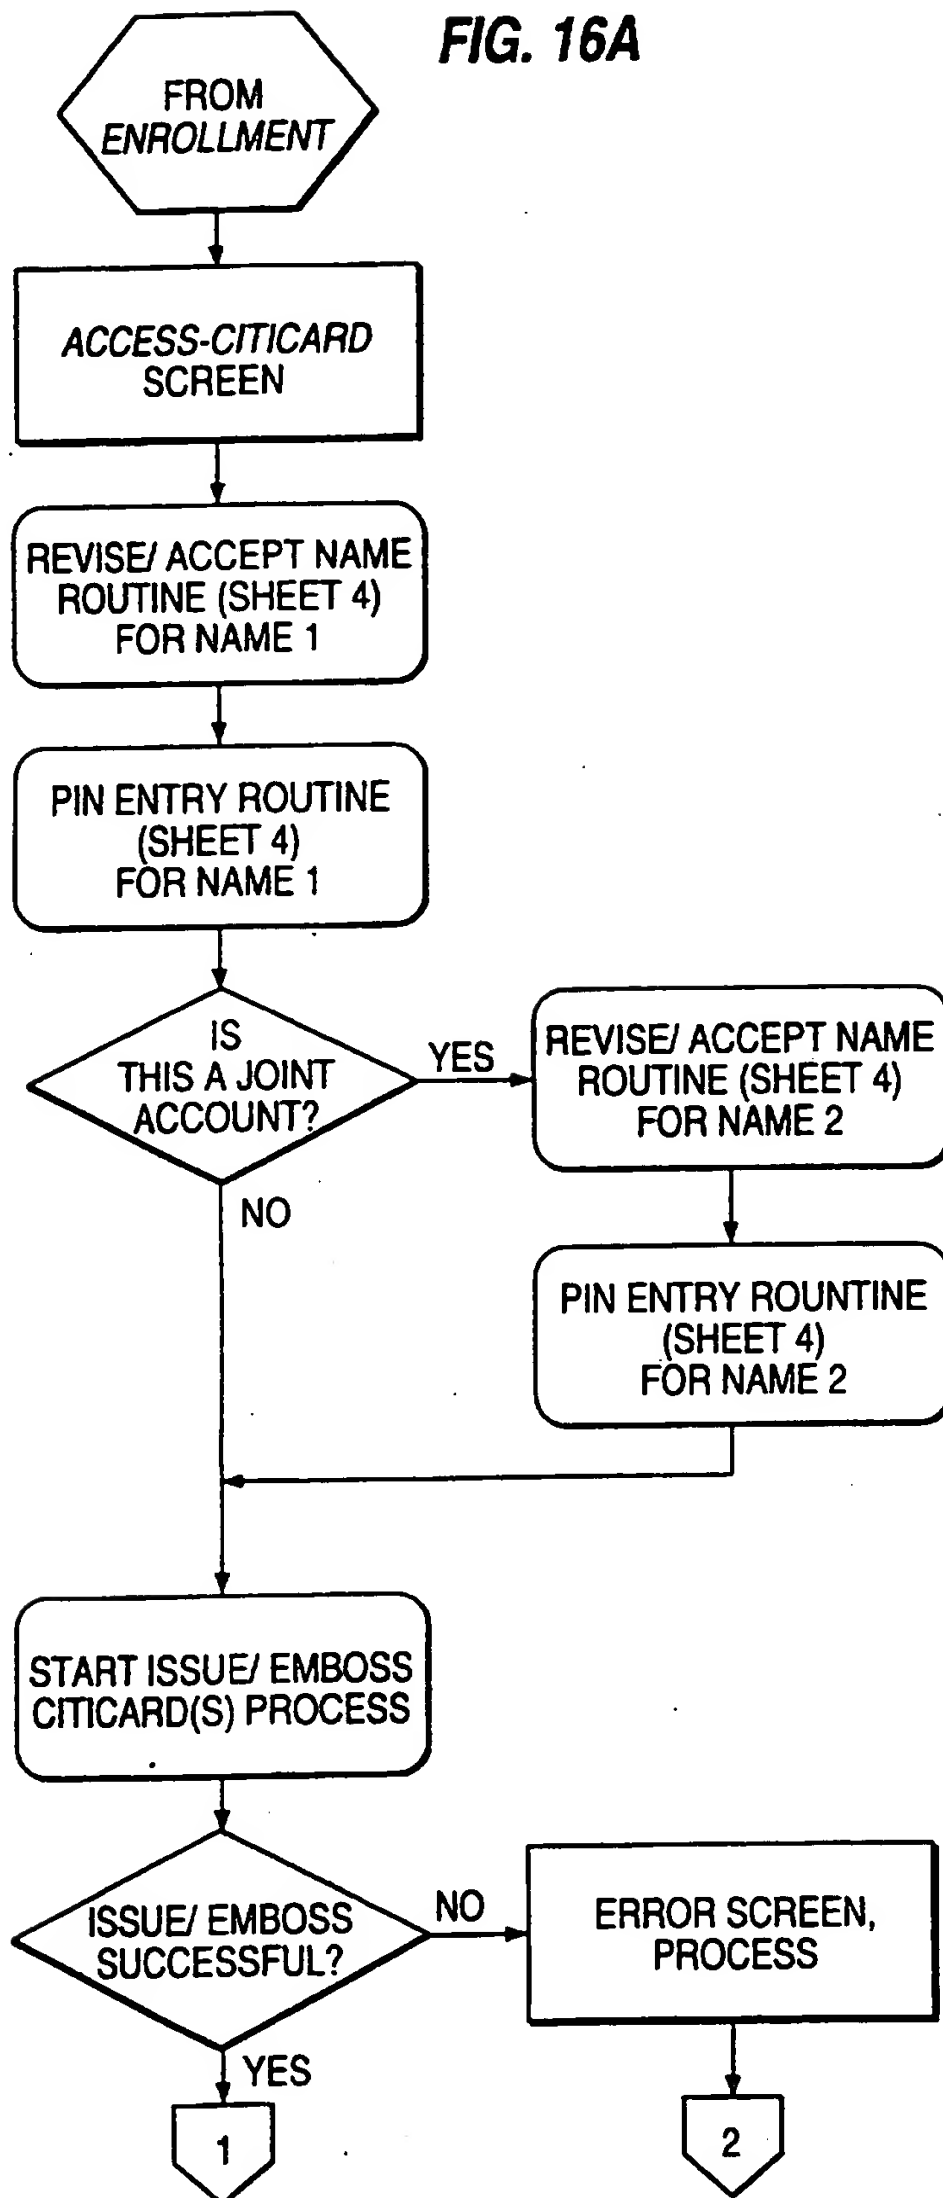 FIG. 16A
FROM
ENROLLMENT
ACCESS-CITICARD
SCREEN
REVISE/ ACCEPT NAME
ROUTINE (SHEET 4)
FOR NAME 1
PIN ENTRY ROUTINE
(SHEET 4)
FOR NAME 1
IS
THIS A JOINT
ACCOUNT?
YES
REVISE/ ACCEPT NAME
ROUTINE (SHEET 4)
FOR NAME 2
NO
PIN ENTRY ROUNTINE
(SHEET 4)
FOR NAME 2
START ISSUE/ EMBOSS
CITICARD(S) PROCESS
ISSUE/ EMBOSS
SUCCESSFUL?
NO
ERROR SCREEN,
PROCESS
YES
1
2